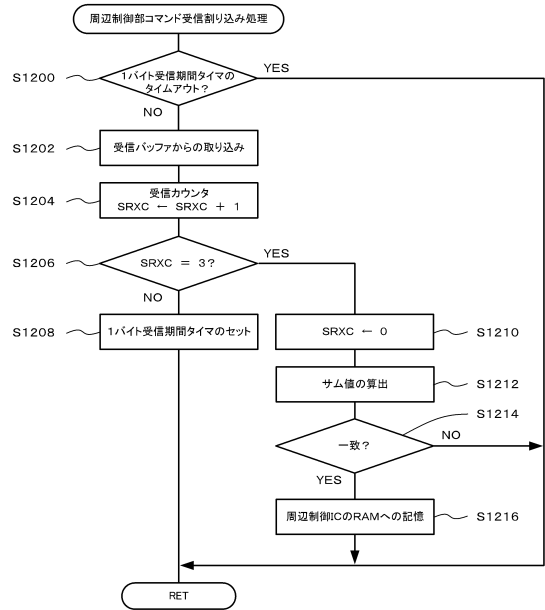 周辺制御部コマンド受信割り込み処理
S1200
1バイト受信期間タイマの
タイムアウト?
YES
NO
S1202
受信バッファからの取り込み
S1204
受信カウンタ
SRXC ← SRXC + 1
S1206
SRXC = 3?
YES
NO
S1208
1バイト受信期間タイマのセット
SRXC ← 0
S1210
サム値の算出
S1212
S1214
一致?
NO
YES
周辺制御ICのRAMへの記憶
S1216
RET